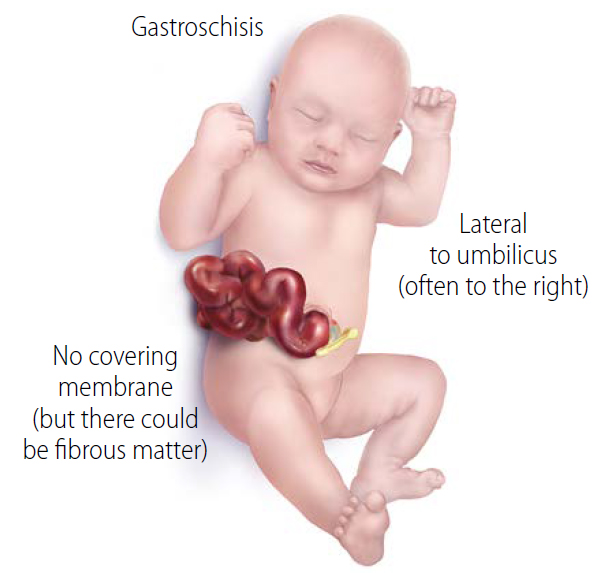 Gastroschisis
Lateral
to umbilicus
(often to the right)
No covering
membrane
(but there could
be fibrous matter)